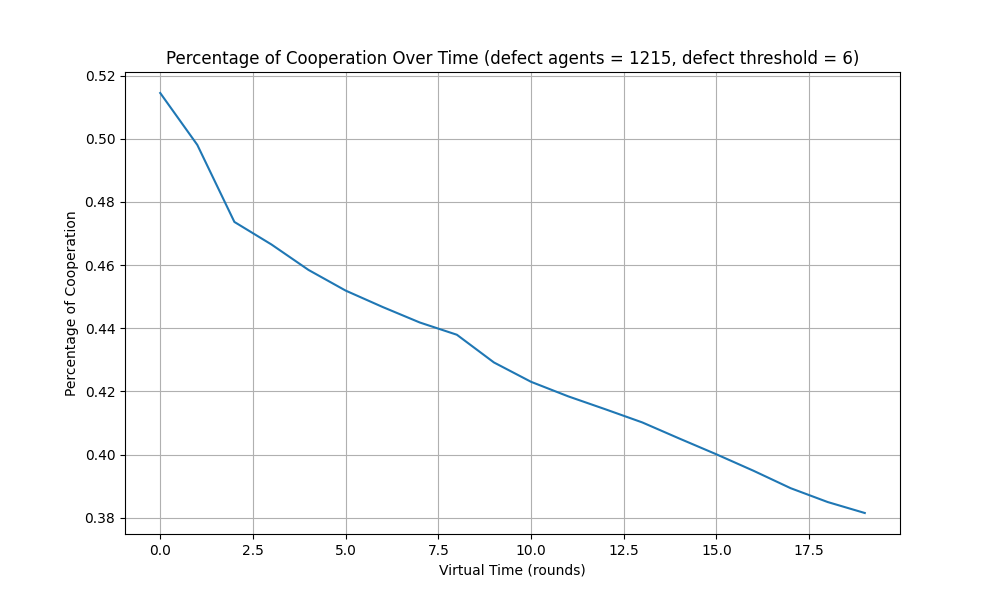 Percentage of Cooperation Over Time (defect agents = 1215, defect threshold = 6)
0.52
0.50
0.48
0.46
0.44
0.42
0.40
0.38
Percentage of Cooperation
0.0 2.5 5.0 7.5 10.0 12.5 15.0 17.5
Virtual Time (rounds)